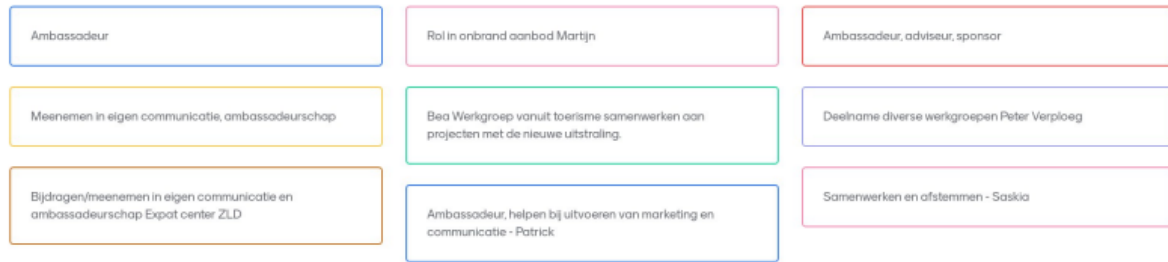 Ambassadeur
Meenemen in eigen communicatie, ambassadeurschap
Bijdragen/meenemen in eigen communicatie en
ambassadeurschap Expat center ZLD
Rol in onbrand aanbod Martijn
Bea Werkgroep vanuit toerisme samenwerken aan
projecten met de nieuwe uitstraling.
Ambassadeur, helpen bij uitvoeren van marketing en
communicatie - Patrick
Ambassadeur, adviseur, sponsor
Deelname diverse werkgroepen Peter Verploeg
Samenwerken en afstemmen - Saskia